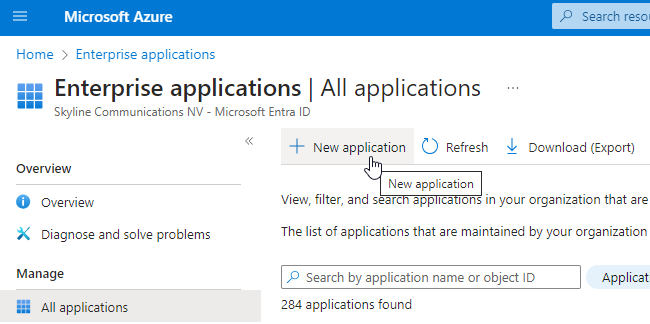 Microsoft Azure
Search resou
Home > Enterprise applications
Enterprise applications | All applications ...
Skyline Communications NV - Microsoft Entra ID
«
+ New application
Refresh
Download (Export)
New application
Overview
Overview
Diagnose and solve problems
Manage
All applications
View, filter, and search applications in your organization that are
The list of applications that are maintained by your organization
Search by application name or object ID
Applicat
284 applications found